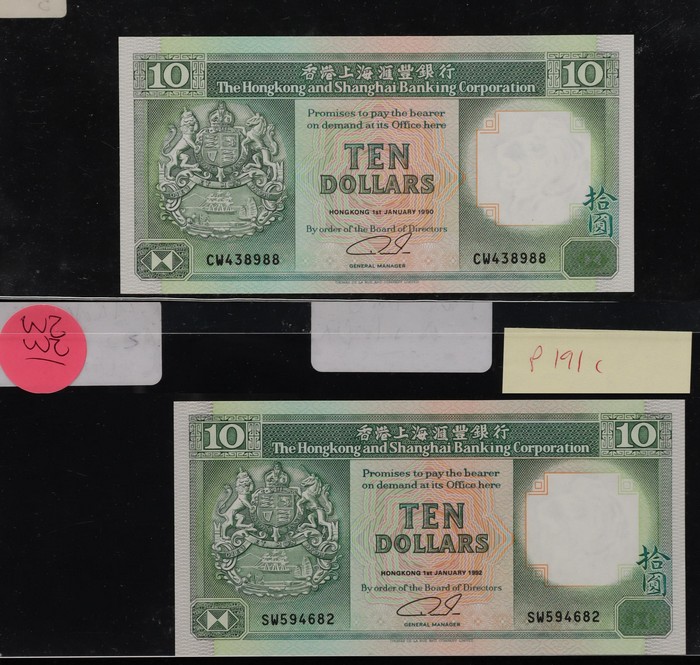 10
香港上海滙豐銀行
10
The Hongkong and Shanghai Banking Corporation
Promises to pay the bearer
on demand at its Office here
TEN
DOLLARS
HONGKONG 1st JANUARY 1990
By order of the Board of Directors
GENERAL MANAGER
CW438988
CW438988
拾圓
P 191 c
10
香港上海滙豐銀行
10
The Hongkong and Shanghai Banking Corporation
Promises to pay the bearer
on demand at its Office here
TEN
DOLLARS
HONGKONG 1st JANUARY 1992
By order of the Board of Directors
GENERAL MANAGER
SW594682
SW594682
拾圓